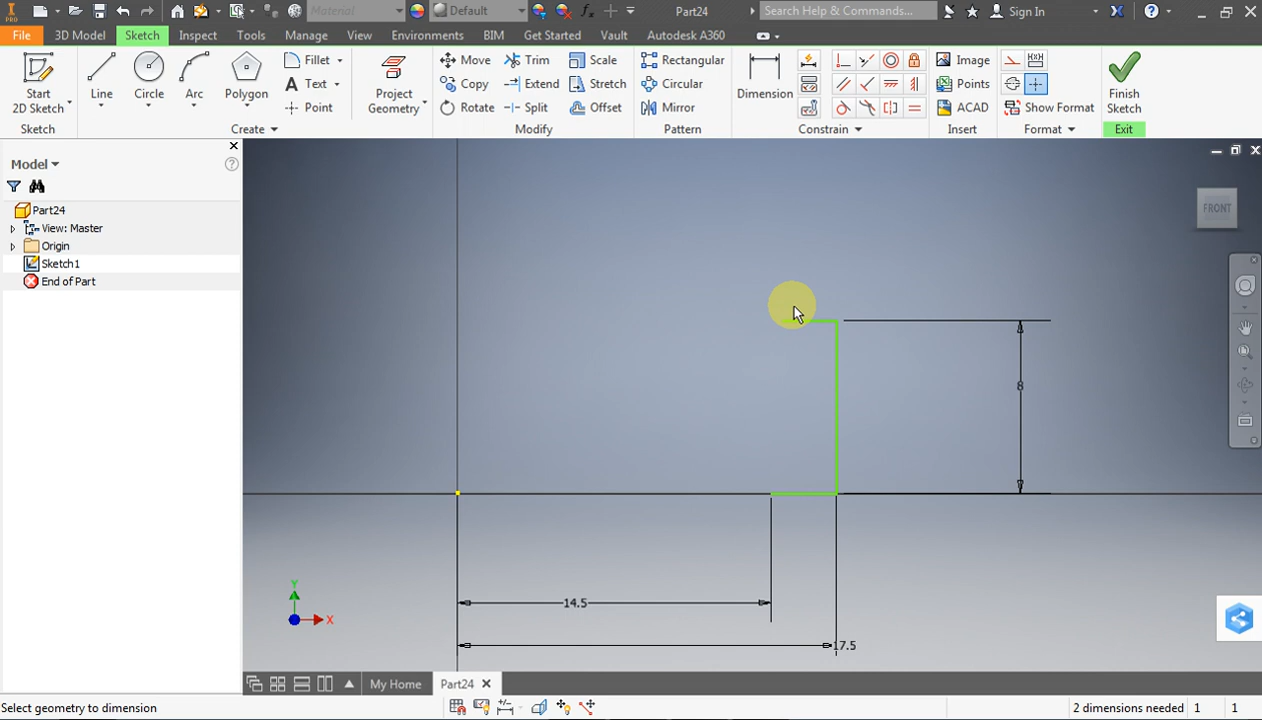 PRO Material Default fx Part24 Search Help & Commands... Sign In
File 3D Model Sketch Inspect Tools Manage View Environments BIM Get Started Vault Autodesk A360
Start 2D Sketch Line Circle Arc Polygon Fillet Text Point Project Geometry Move Copy Rotate Trim Extend Split Scale Stretch Offset Rectangular Circular Mirror Dimension Image Points ACAD Show Format Finish Sketch
Sketch Create Modify Pattern Constrain Insert Format Exit
Model
Part24
View: Master
Origin
Sketch1
End of Part
FRONT
8
14.5
17.5
Y
X
My Home Part24
Select geometry to dimension 2 dimensions needed 1 1